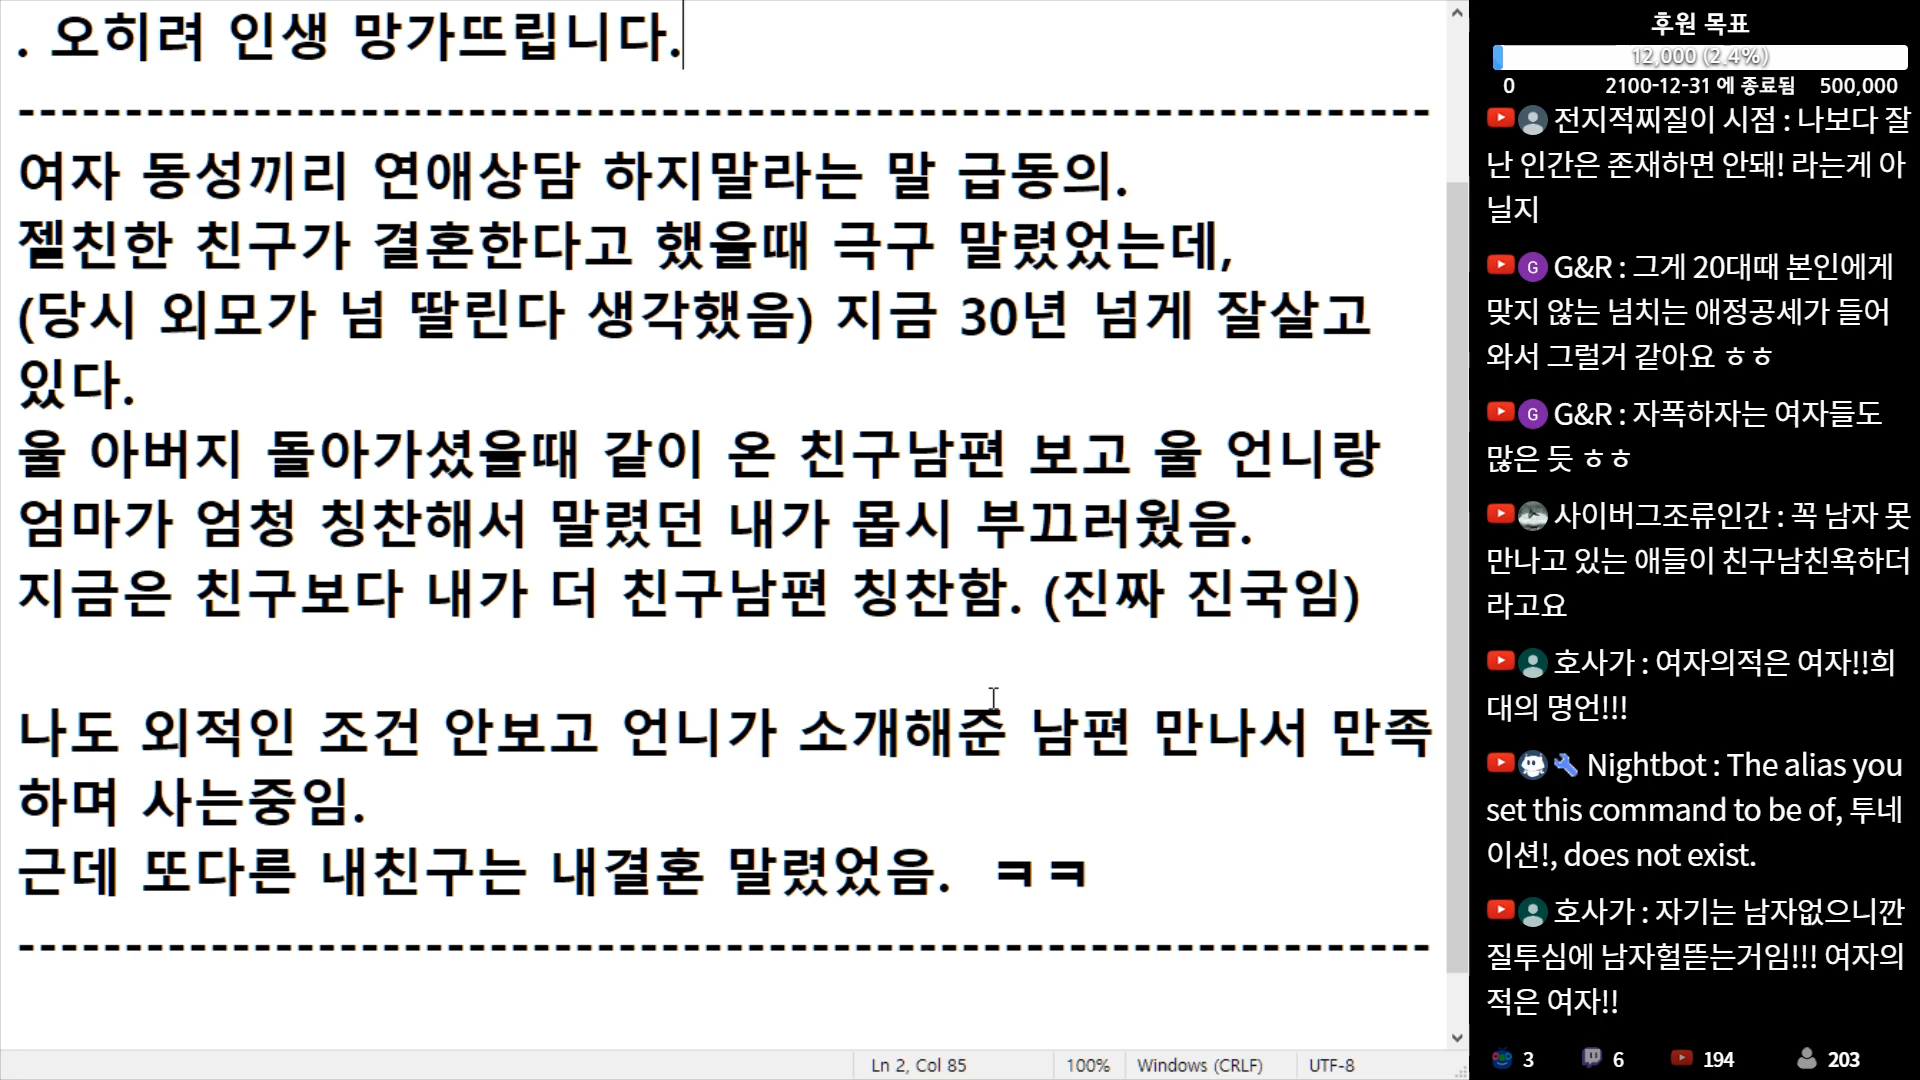 . 오히려 인생 망가뜨립니다.
--------------------------------------------------------------------
여자 동성끼리 연애상담 하지말라는 말 급동의.
젤친한 친구가 결혼한다고 했을때 극구 말렸었는데,
(당시 외모가 넘 딸린다 생각했음) 지금 30년 넘게 잘살고
있다.
울 아버지 돌아가셨을때 같이 온 친구남편 보고 울 언니랑
엄마가 엄청 칭찬해서 말렸던 내가 몹시 부끄러웠음.
지금은 친구보다 내가 더 친구남편 칭찬함. (진짜 진국임)
나도 외적인 조건 안보고 언니가 소개해준 남편 만나서 만족
하며 사는중임.
근데 또다른 내친구는 내결혼 말렸었음.  ㅋㅋ
--------------------------------------------------------------------
Ln 2, Col 85
100%
Windows (CRLF)
UTF-8
후원 목표
12,000 (2.4%)
0
2100-12-31 에 종료됨
500,000
전지적찌질이 시점 : 나보다 잘
난 인간은 존재하면 안돼! 라는게 아
닐지
G G&R : 그게 20대때 본인에게
맞지 않는 넘치는 애정공세가 들어
와서 그럴거 같아요 ㅎㅎ
G G&R : 자폭하자는 여자들도
많은 듯 ㅎㅎ
사이버그조류인간 : 꼭 남자 못
만나고 있는 애들이 친구남친욕하더
라고요
호사가 : 여자의적은 여자!!희
대의 명언!!!
Nightbot : The alias you
set this command to be of, 투네
이션!, does not exist.
호사가 : 자기는 남자없으니깐
질투심에 남자헐뜯는거임!!! 여자의
적은 여자!!
3
6
194
203